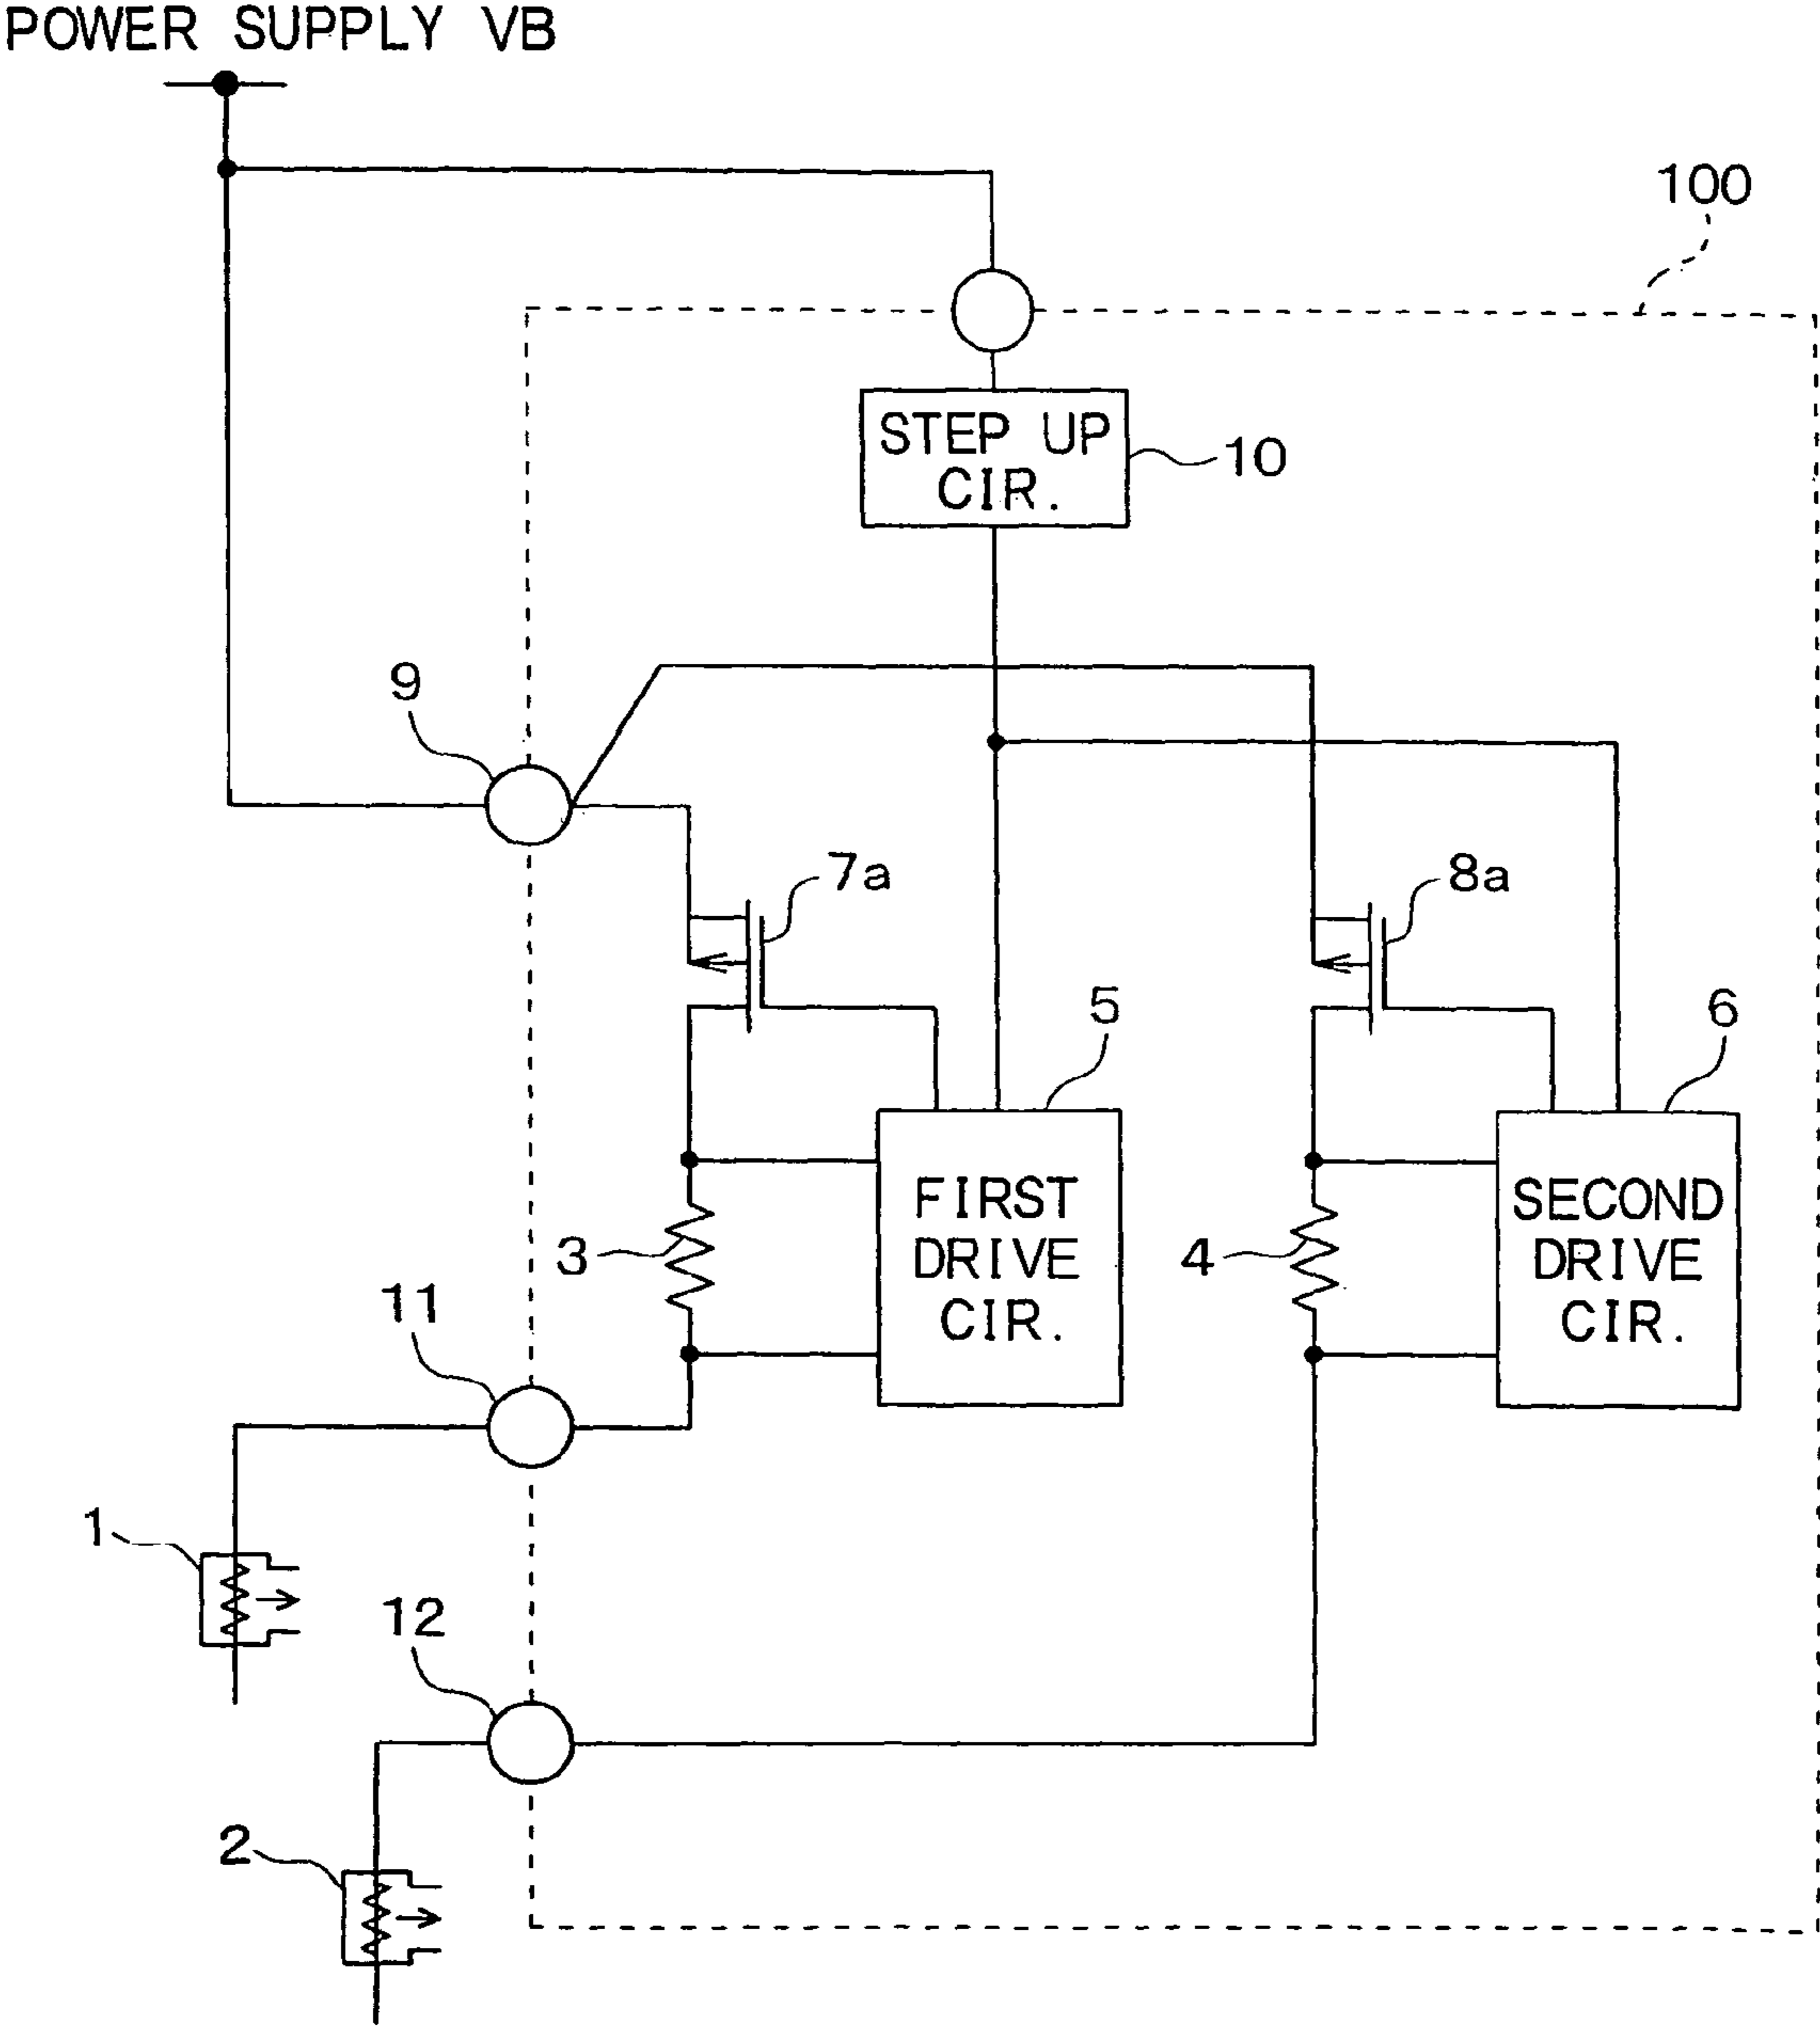 POWER SUPPLY VB
100
STEP UP
CIR.
10
9
7a
8a
5
6
FIRST
DRIVE
CIR.
SECOND
DRIVE
CIR.
3
4
11
1
12
2